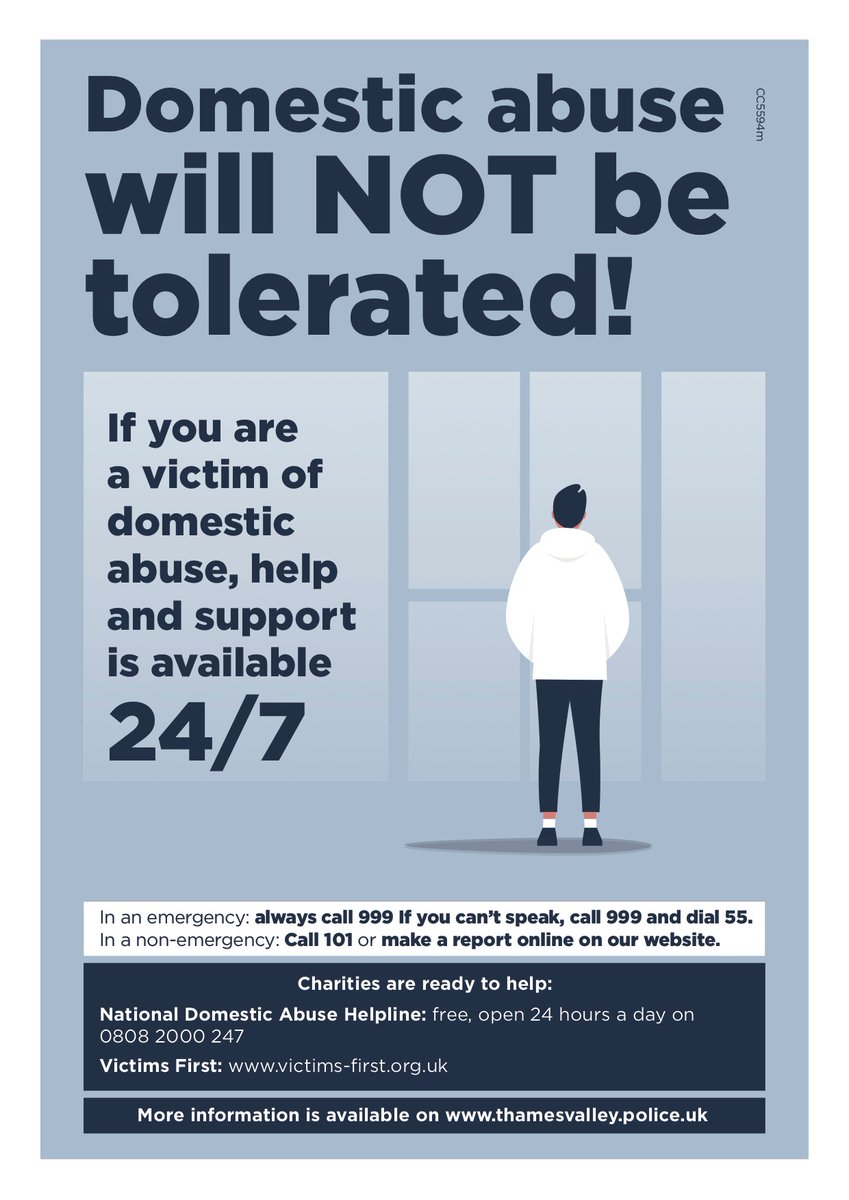 Domestic abuse
will NOT be
tolerated!
CC5594m
If you are
a victim of
domestic
abuse, help
and support
is available
24/7
In an emergency: always call 999 If you can’t speak, call 999 and dial 55.
In a non-emergency: Call 101 or make a report online on our website.
Charities are ready to help:
National Domestic Abuse Helpline: free, open 24 hours a day on
0808 2000 247
Victims First: www.victims-first.org.uk
More information is available on www.thamesvalley.police.uk